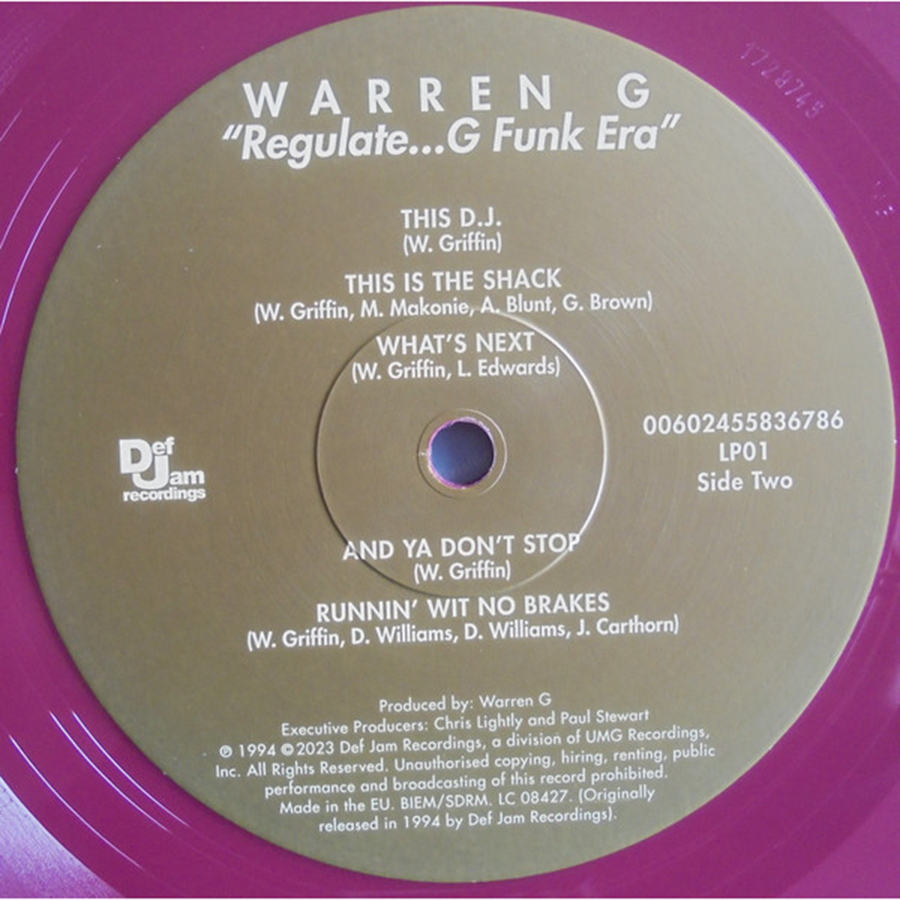 WARREN G
“Regulate...G Funk Era”
THIS D.J.
(W. Griffin)
THIS IS THE SHACK
(W. Griffin, M. Makonie, A. Blunt, G. Brown)
WHAT'S NEXT
(W. Griffin, L. Edwards)
00602455836786
LP01
Side Two
Def
Jam
recordings
AND YA DON'T STOP
(W. Griffin)
RUNNIN' WIT NO BRAKES
(W. Griffin, D. Williams, D. Williams, J. Carthorn)
Produced by: Warren G
Executive Producers: Chris Lightly and Paul Stewart
℗ 1994 © 2023 Def Jam Recordings, a division of UMG Recordings,
Inc. All Rights Reserved. Unauthorised copying, hiring, renting, public
performance and broadcasting of this record prohibited.
Made in the EU. BIEM/SDRM. LC 08427. (Originally
released in 1994 by Def Jam Recordings).